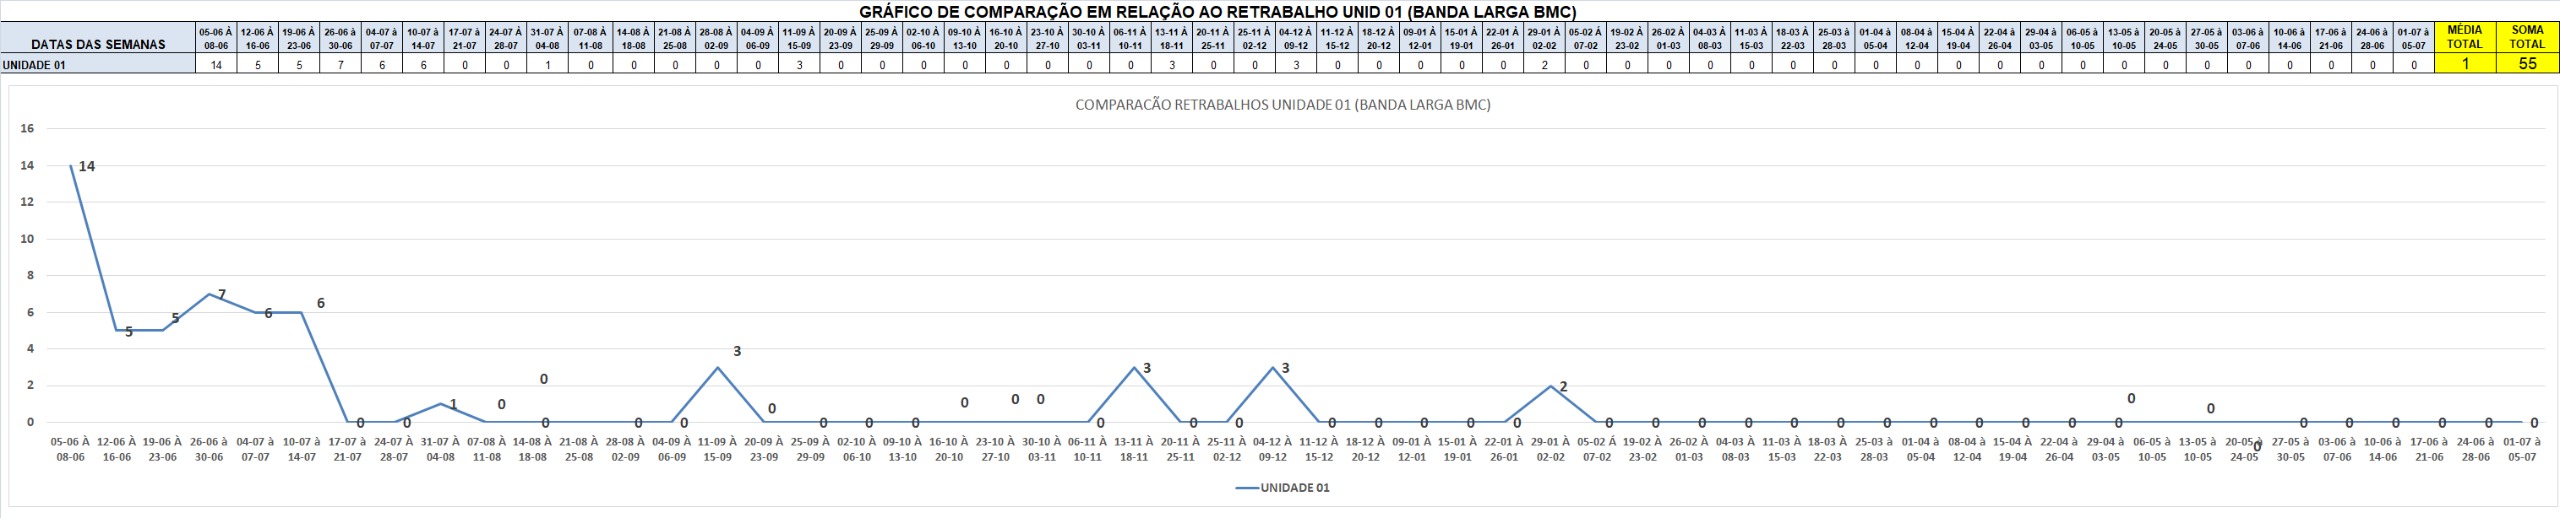 GRÁFICO DE COMPARAÇÃO EM RELAÇÃO AO RETRABALHO UNID 01 (BANDA LARGA BMC)
DATAS DAS SEMANAS 05-06 À 08-06 12-06 À 16-06 19-06 À 23-06 26-06 à 30-06 04-07 à 07-07 10-07 à 14-07 17-07 à 21-07 24-07 À 28-07 31-07 À 04-08 07-08 À 11-08 14-08 À 18-08 21-08 À 25-08 28-08 À 02-09 04-09 À 06-09 11-09 À 15-09 20-09 À 23-09 25-09 À 29-09 02-10 À 06-10 09-10 À 13-10 16-10 À 20-10 23-10 À 27-10 30-10 À 03-11 06-11 À 10-11 13-11 À 18-11 20-11 À 25-11 25-11 À 02-12 04-12 À 09-12 11-12 À 15-12 18-12 À 20-12 09-01 À 12-01 15-01 À 19-01 22-01 À 26-01 29-01 À 02-02 05-02 Á 07-02 19-02 À 23-02 26-02 À 01-03 04-03 À 08-03 11-03 À 15-03 18-03 À 22-03 25-03 à 28-03 01-04 à 05-04 08-04 à 12-04 15-04 À 19-04 22-04 à 26-04 29-04 à 03-05 06-05 à 10-05 13-05 à 10-05 20-05 à 24-05 27-05 à 30-05 03-06 à 07-06 10-06 à 14-06 17-06 à 21-06 24-06 à 28-06 01-07 à 05-07 MÉDIA TOTAL SOMA TOTAL
UNIDADE 01 14 5 5 7 6 6 0 0 1 0 0 0 0 0 3 0 0 0 0 0 0 0 0 3 0 0 3 0 0 0 0 0 2 0 0 0 0 0 0 0 0 0 0 0 0 0 0 0 0 0 0 0 0 0 1 55
COMPARACÃO RETRABALHOS UNIDADE 01 (BANDA LARGA BMC)
16
14 14
12
10
8
7
6 6 6
5 5
4
3 3 3
2 0 2
1 0 0 0 0 0 0 0 0
0 0 0 0 0 0 0 0 0 0 0 0 0 0 0 0 0 0 0 0 0 0 0 0 0 0 0 0 0 0 0 0 0 0 0 0
0
05-06 À 12-06 À 19-06 À 26-06 à 04-07 à 10-07 à 17-07 à 24-07 À 31-07 À 07-08 À 14-08 À 21-08 À 28-08 À 04-09 À 11-09 À 20-09 À 25-09 À 02-10 À 09-10 À 16-10 À 23-10 À 30-10 À 06-11 À 13-11 À 20-11 À 25-11 À 04-12 À 11-12 À 18-12 À 09-01 À 15-01 À 22-01 À 29-01 À 05-02 Á 19-02 À 26-02 À 04-03 À 11-03 À 18-03 À 25-03 à 01-04 à 08-04 à 15-04 À 22-04 à 29-04 à 06-05 à 13-05 à 20-05 à 27-05 à 03-06 à 10-06 à 17-06 à 24-06 à 01-07 à
08-06 16-06 23-06 30-06 07-07 14-07 21-07 28-07 04-08 11-08 18-08 25-08 02-09 06-09 15-09 23-09 29-09 06-10 13-10 20-10 27-10 03-11 10-11 18-11 25-11 02-12 09-12 15-12 20-12 12-01 19-01 26-01 02-02 07-02 23-02 01-03 08-03 15-03 22-03 28-03 05-04 12-04 19-04 26-04 03-05 10-05 10-05 24-05 30-05 07-06 14-06 21-06 28-06 05-07
UNIDADE 01